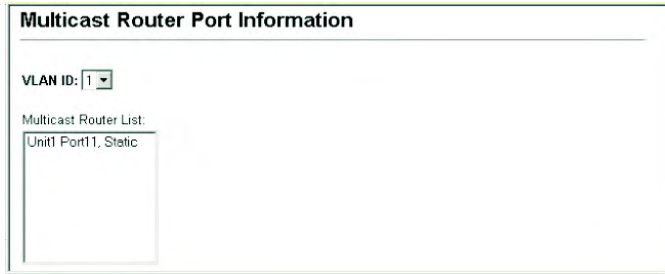 Multicast Router Port Information
VLAN ID: 1
Multicast Router List:
Unit1 Port11, Static